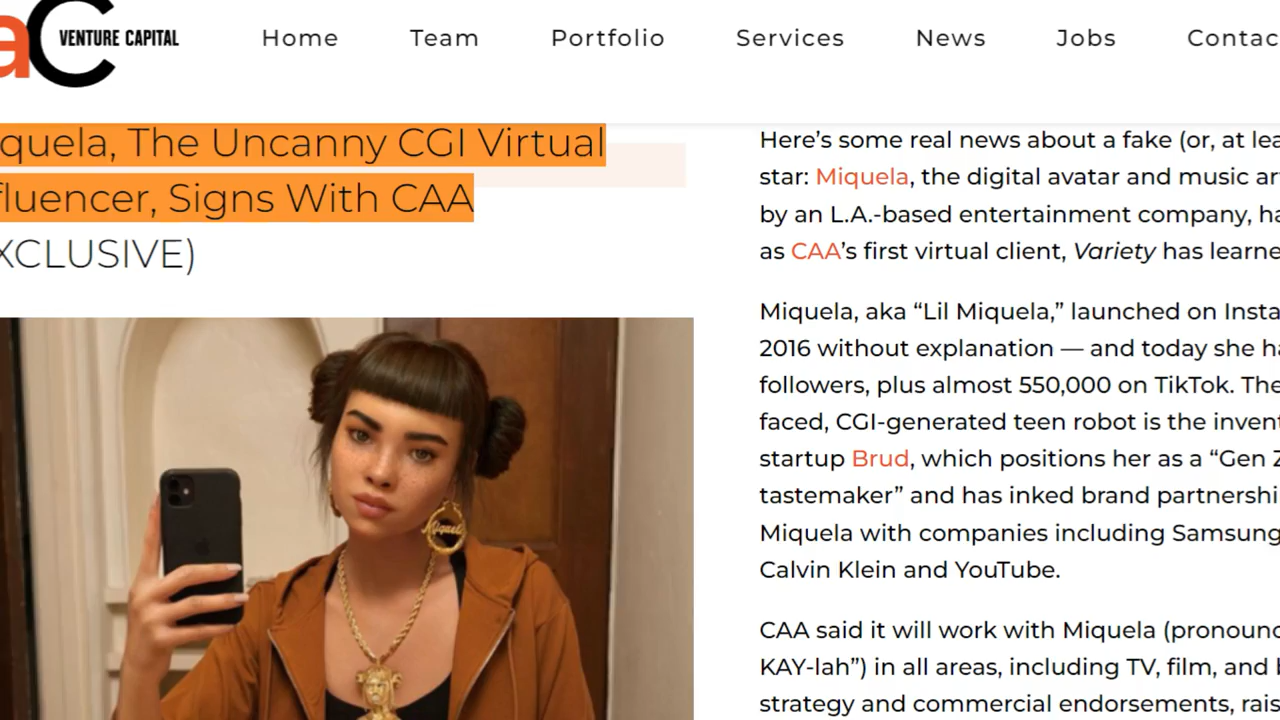 aC VENTURE CAPITAL
Home Team Portfolio Services News Jobs Contac
quela, The Uncanny CGI Virtual
fluencer, Signs With CAA
XCLUSIVE)
Miquela
Here’s some real news about a fake (or, at lea
star: Miquela, the digital avatar and music ar
by an L.A.-based entertainment company, ha
as CAA’s first virtual client, Variety has learne
Miquela, aka “Lil Miquela,” launched on Insta
2016 without explanation — and today she ha
followers, plus almost 550,000 on TikTok. The
faced, CGI-generated teen robot is the invent
startup Brud, which positions her as a “Gen Z
tastemaker” and has inked brand partnershi
Miquela with companies including Samsung
Calvin Klein and YouTube.
CAA said it will work with Miquela (pronounc
KAY-lah”) in all areas, including TV, film, and b
strategy and commercial endorsements, rais